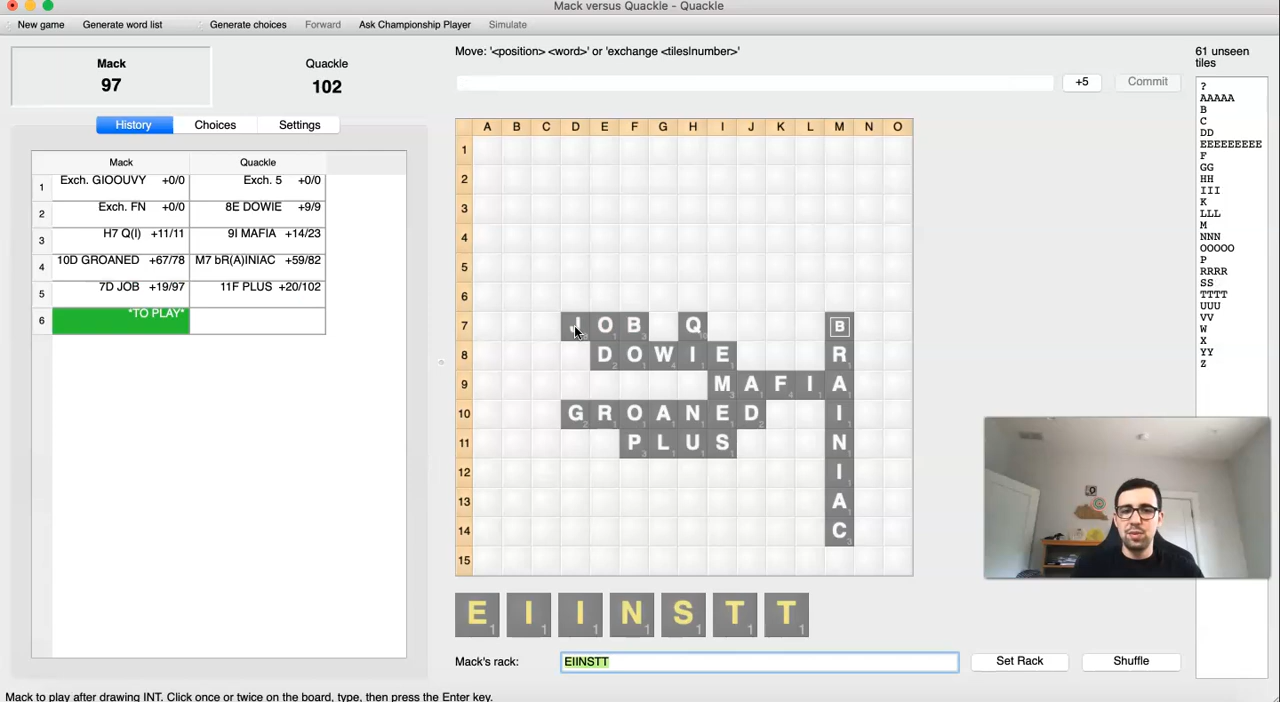 Mack versus Quackle - Quackle
New game Generate word list Generate choices Forward Ask Championship Player Simulate
Mack
97
Quackle
102
Move: '<position> <word>' or 'exchange <tiles|number>'
+5 Commit
61 unseen
tiles
?
AAAAA
B
C
DD
EEEEEEEEE
F
GG
HH
III
K
LLL
M
NNN
OOOOO
P
RRRR
SS
TTTT
UUU
VV
W
X
YY
Z
History Choices Settings
Mack Quackle
1 Exch. GIOOUVY +0/0 Exch. 5 +0/0
2 Exch. FN +0/0 8E DOWIE +9/9
3 H7 Q(I) +11/11 9I MAFIA +14/23
4 10D GROANED +67/78 M7 bR(A)INIAC +59/82
5 7D JOB +19/97 11F PLUS +20/102
6 *TO PLAY*
A B C D E F G H I J K L M N O
1
2
3
4
5
6
7 J O B Q B
8 D O W I E R
9 M A F I A
10 G R O A N E D I
11 P L U S N
12 I
13 A
14 C
15
E I I N S T T
Mack's rack: EIINSTT Set Rack Shuffle
Mack to play after drawing INT. Click once or twice on the board, type, then press the Enter key.